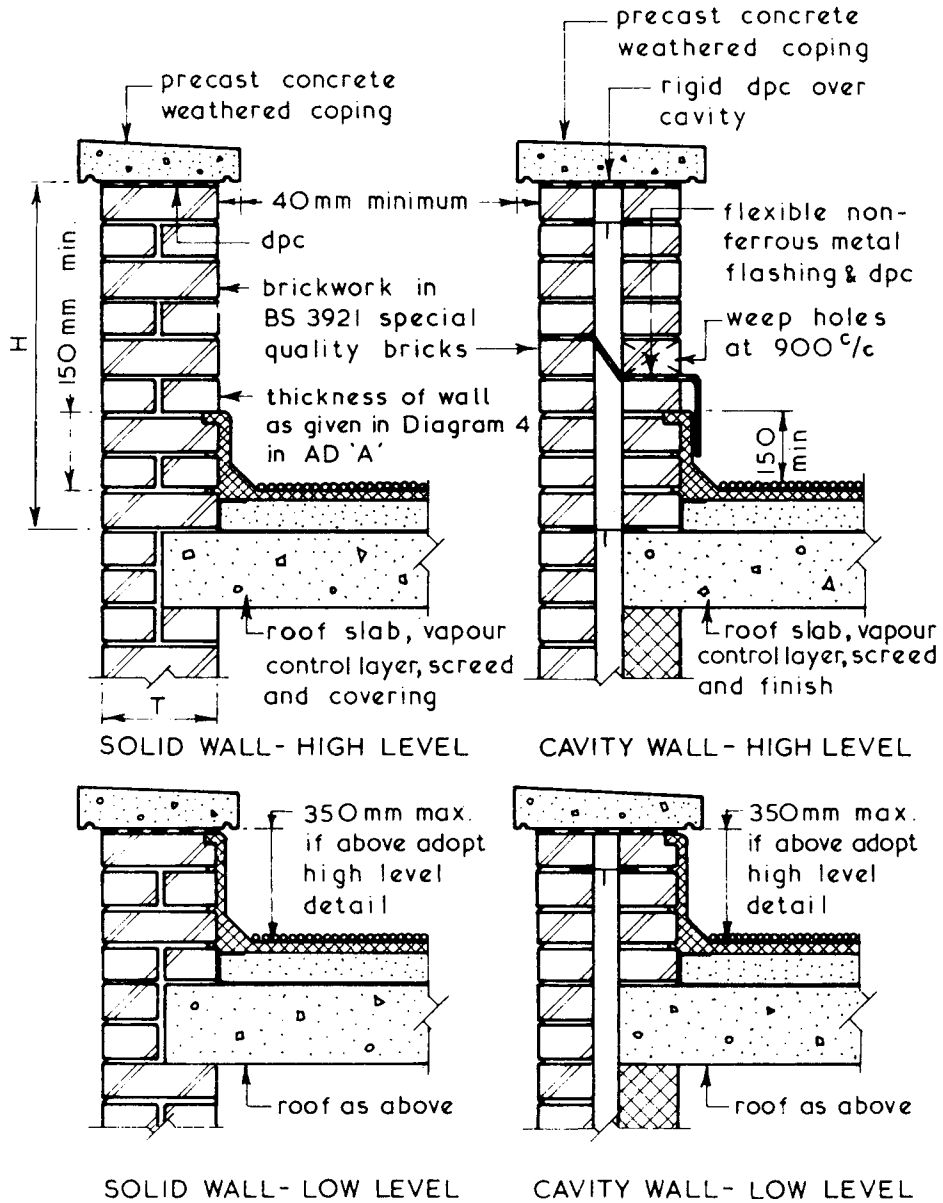 precast concrete
weathered coping
precast concrete
weathered coping
rigid dpc over
cavity
40mm minimum
dpc
flexible non-
ferrous metal
flashing & dpc
H
150mm min.
brickwork in
BS 3921 special
quality bricks
weep holes
at 900 c/c
thickness of wall
as given in Diagram 4
in AD 'A'
150
min
roof slab, vapour
control layer, screed
and covering
roof slab, vapour
control layer, screed
and finish
T
SOLID WALL- HIGH LEVEL
CAVITY WALL- HIGH LEVEL
350mm max.
if above adopt
high level
detail
350mm max.
if above adopt
high level
detail
roof as above
roof as above
SOLID WALL- LOW LEVEL
CAVITY WALL- LOW LEVEL